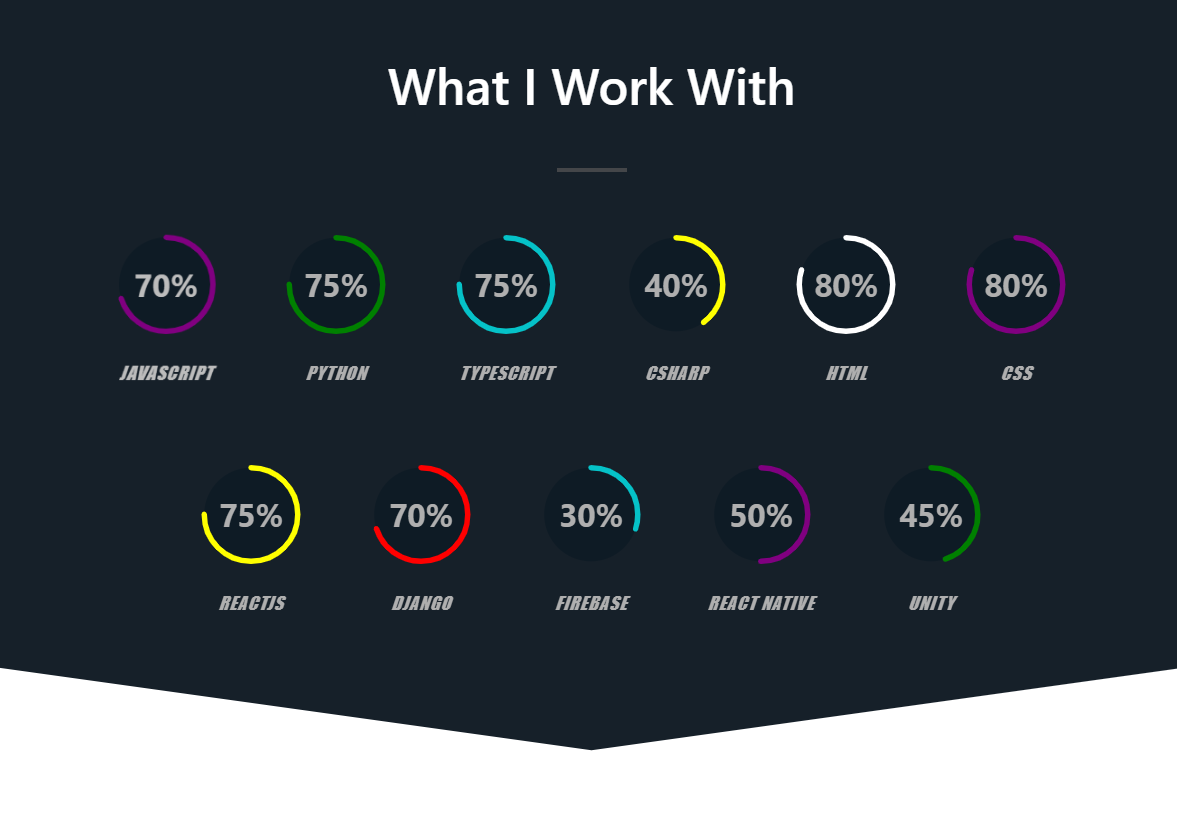 What I Work With
70% 75% 75% 40% 80% 80%
JAVASCRIPT PYTHON TYPESCRIPT CSHARP HTML CSS
75% 70% 30% 50% 45%
REACTJS DJANGO FIREBASE REACT NATIVE UNITY